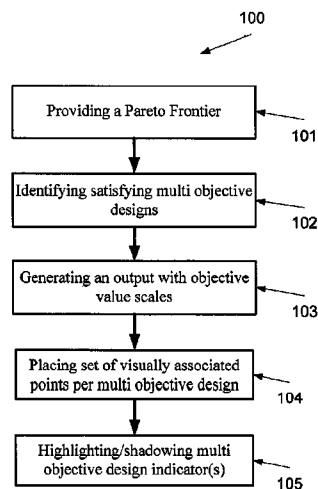 100
Providing a Pareto Frontier
101
Identifying satisfying multi objective
designs
102
Generating an output with objective
value scales
103
Placing set of visually associated
points per multi objective design
104
Highlighting/shadowing multi
objective design indicator(s)
105